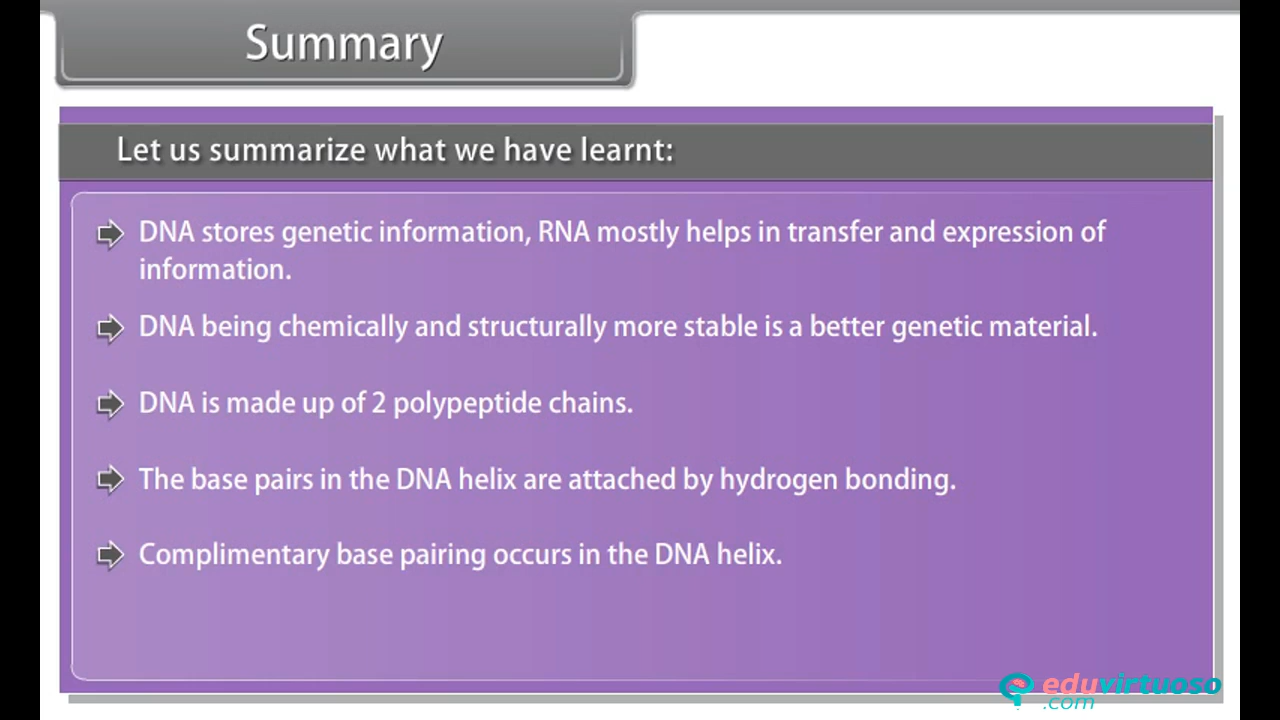 Summary
Let us summarize what we have learnt:
DNA stores genetic information, RNA mostly helps in transfer and expression of
information.
DNA being chemically and structurally more stable is a better genetic material.
DNA is made up of 2 polypeptide chains.
The base pairs in the DNA helix are attached by hydrogen bonding.
Complimentary base pairing occurs in the DNA helix.
eduvirtuoso
.com